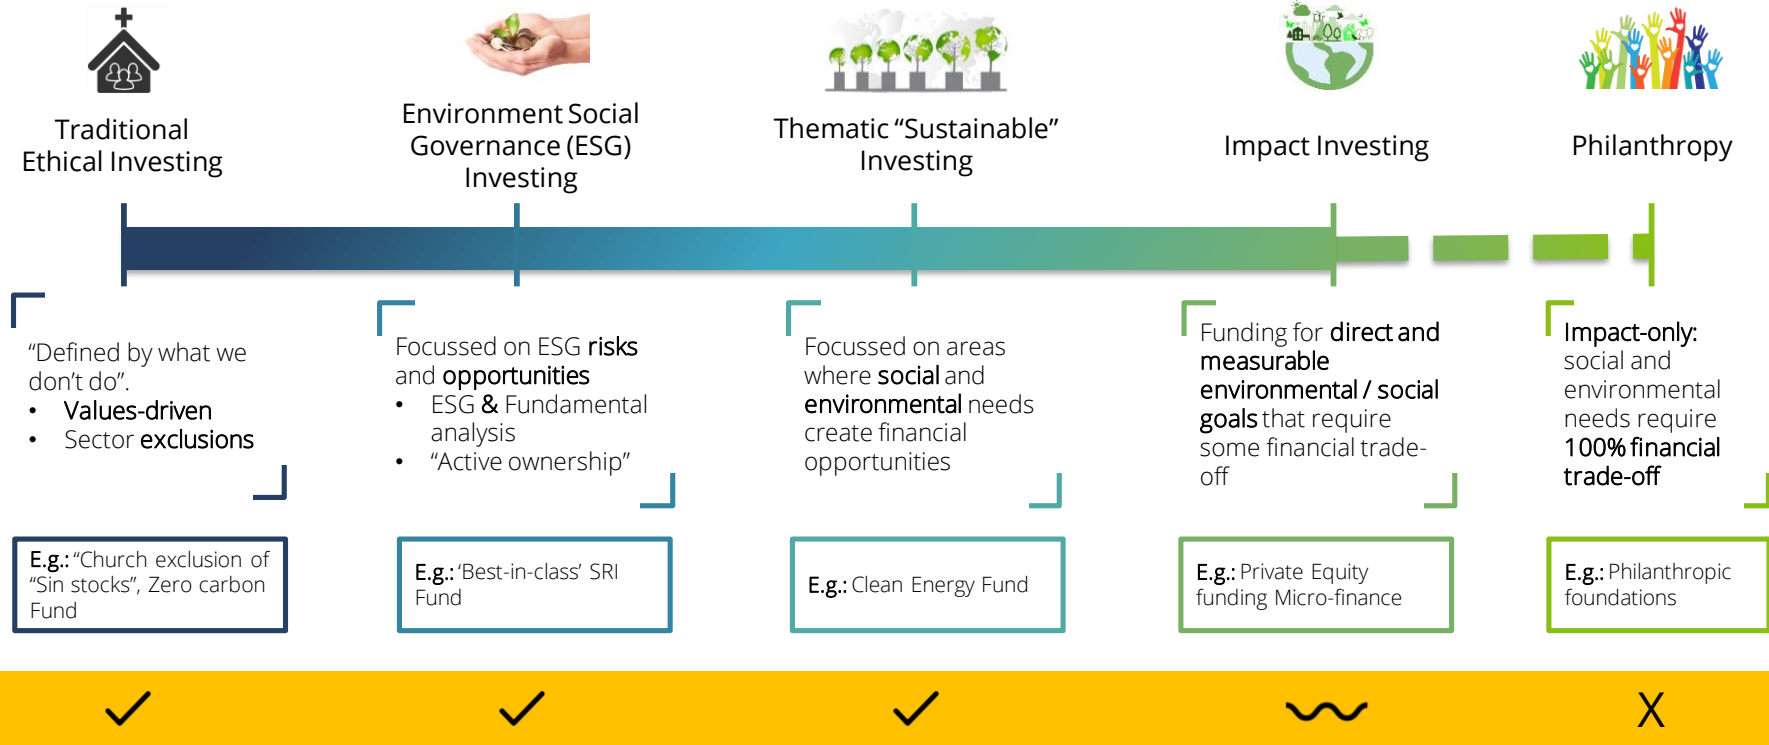 Traditional
Ethical Investing
Environment Social
Governance (ESG)
Investing
Thematic “Sustainable”
Investing
Impact Investing
Philanthropy
“Defined by what we
don’t do”.
• Values-driven
• Sector exclusions
Focussed on ESG risks
and opportunities
• ESG & Fundamental
analysis
• “Active ownership”
Focussed on areas
where social and
environmental needs
create financial
opportunities
Funding for direct and
measurable
environmental / social
goals that require
some financial trade-
off
Impact-only:
social and
environmental
needs require
100% financial
trade-off
E.g.: “Church exclusion of
“Sin stocks”, Zero carbon
Fund
E.g.: ‘Best-in-class’ SRI
Fund
E.g.: Clean Energy Fund
E.g.: Private Equity
funding Micro-finance
E.g.: Philanthropic
foundations
X